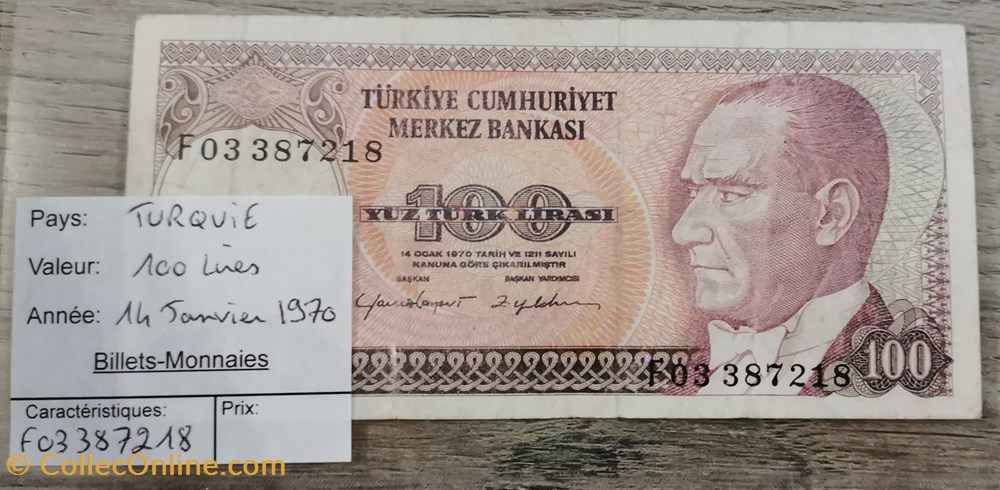 TÜRKİYE CUMHURİYET
MERKEZ BANKASI
F03 387218
100
YÜZ TÜRK LİRASI
14 OCAK 1970 TARİH VE 1211 SAYILI
KANUNA GÖRE ÇIKARILMIŞTIR
BAŞKAN BAŞKAN YARDIMCISI
F03 387218 100
Pays: TURQUIE
Valeur: 100 Lires
Année: 14 Janvier 1970
Billets-Monnaies
Caractéristiques: Prix:
F03387218
© CollecOnline.com